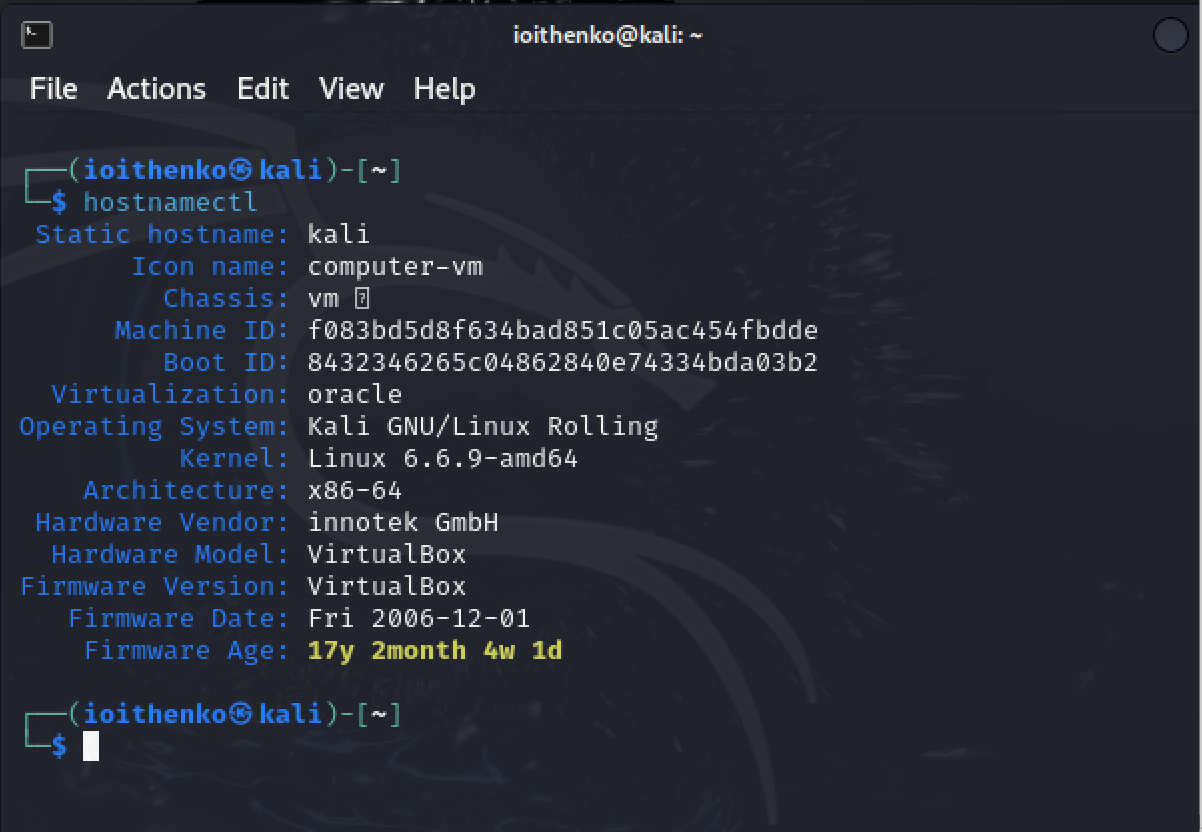 ioithenko@kali: ~
File Actions Edit View Help
┌──(ioithenko㉿kali)-[~]
└─$ hostnamectl
Static hostname: kali
Icon name: computer-vm
Chassis: vm
Machine ID: f083bd5d8f634bad851c05ac454fbdde
Boot ID: 8432346265c04862840e74334bda03b2
Virtualization: oracle
Operating System: Kali GNU/Linux Rolling
Kernel: Linux 6.6.9-amd64
Architecture: x86-64
Hardware Vendor: innotek GmbH
Hardware Model: VirtualBox
Firmware Version: VirtualBox
Firmware Date: Fri 2006-12-01
Firmware Age: 17y 2month 4w 1d
┌──(ioithenko㉿kali)-[~]
└─$